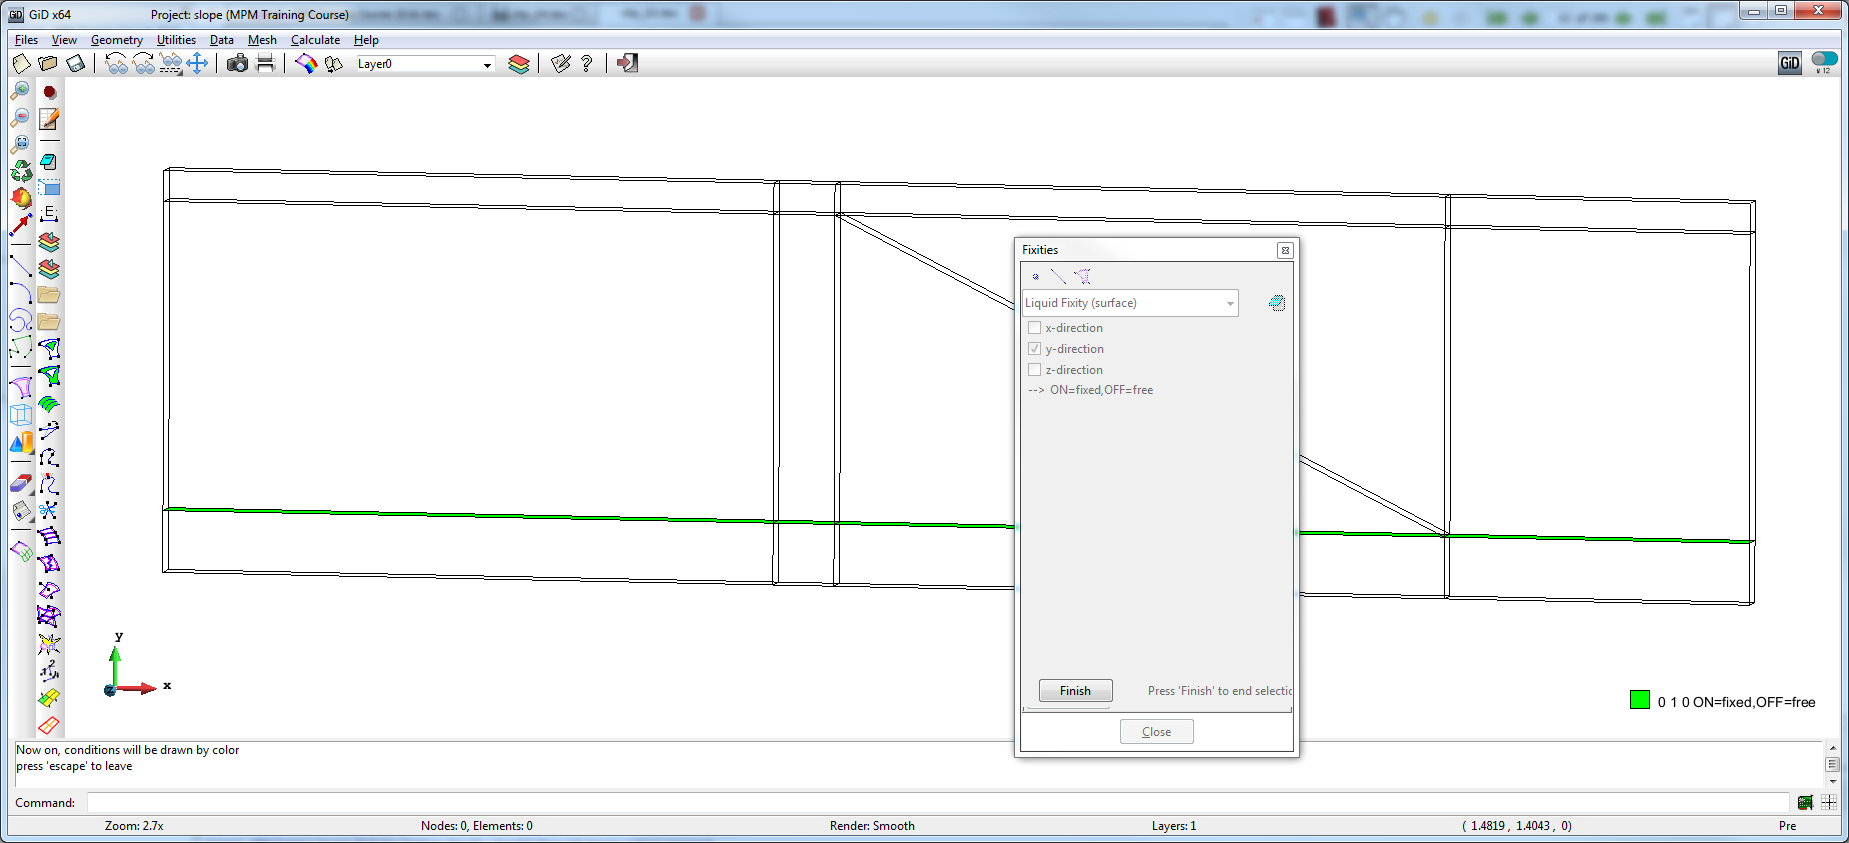 GiD x64 Project: slope (MPM Training Course)
Files View Geometry Utilities Data Mesh Calculate Help
Layer0
GiD
v 12
E
Fixities
Liquid Fixity (surface)
x-direction
y-direction
z-direction
--> ON=fixed,OFF=free
Finish Press 'Finish' to end selectic
Close
y
x
z
0 1 0 ON=fixed,OFF=free
Now on, conditions will be drawn by color
press 'escape' to leave
Command:
Zoom: 2.7x Nodes: 0, Elements: 0 Render: Smooth Layers: 1 ( 1.4819 , 1.4043 , 0) Pre